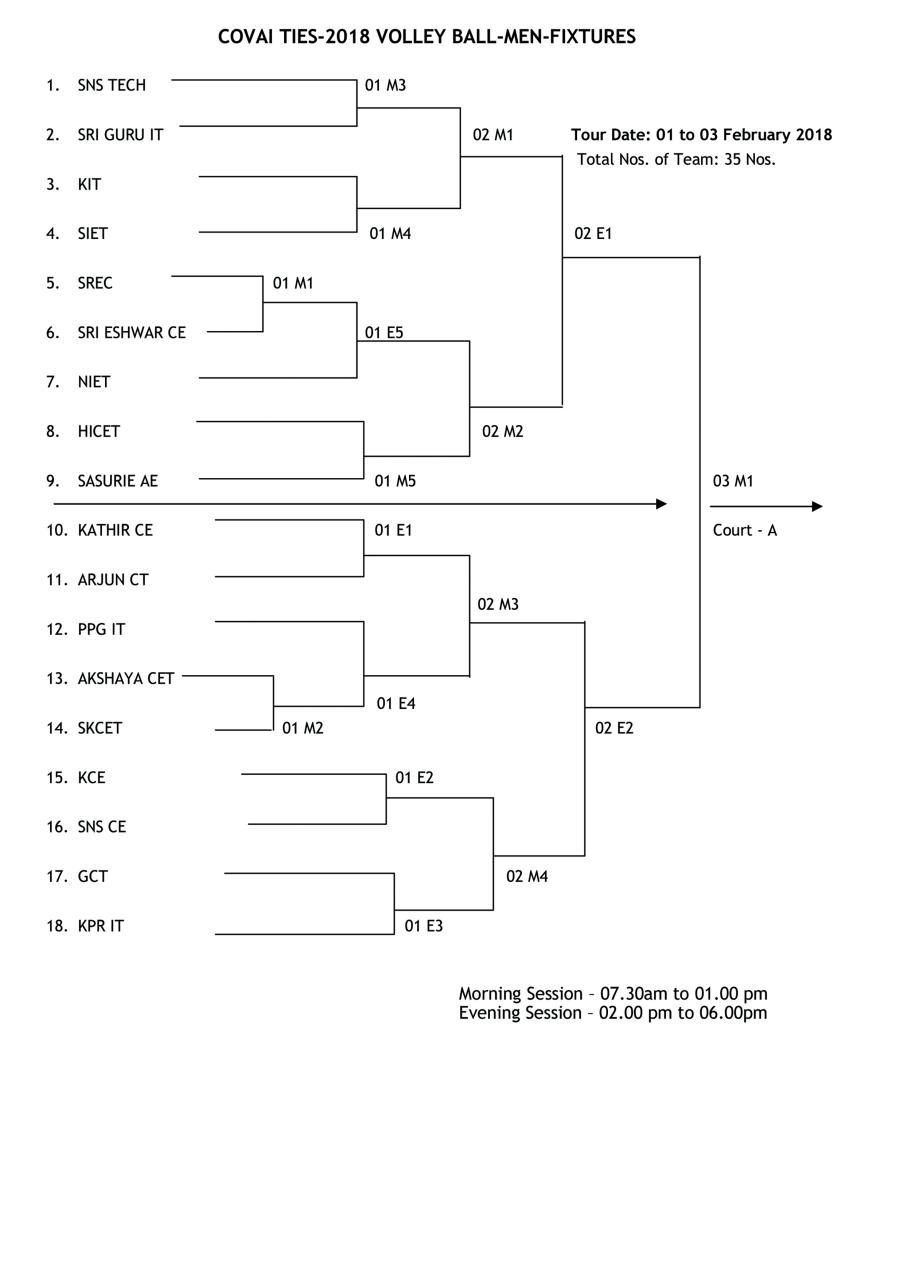 COVAI TIES-2018 VOLLEY BALL-MEN-FIXTURES
1. SNS TECH
01 M3
2. SRI GURU IT
02 M1
Tour Date: 01 to 03 February 2018
Total Nos. of Team: 35 Nos.
3. KIT
4. SIET
01 M4
02 E1
5. SREC
01 M1
6. SRI ESHWAR CE
01 E5
7. NIET
8. HICET
02 M2
9. SASURIE AE
01 M5
03 M1
10. KATHIR CE
01 E1
Court - A
11. ARJUN CT
02 M3
12. PPG IT
13. AKSHAYA CET
01 E4
14. SKCET
01 M2
02 E2
15. KCE
01 E2
16. SNS CE
17. GCT
02 M4
18. KPR IT
01 E3
Morning Session – 07.30am to 01.00 pm
Evening Session – 02.00 pm to 06.00pm